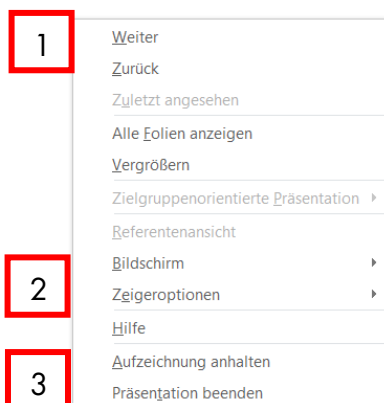 1
Weiter
Zurück
Zuletzt angesehen
Alle Folien anzeigen
Vergrößern
Zielgruppenorientierte Präsentation
Referentenansicht
Bildschirm
2
Zeigeroptionen
Hilfe
Aufzeichnung anhalten
3
Präsentation beenden